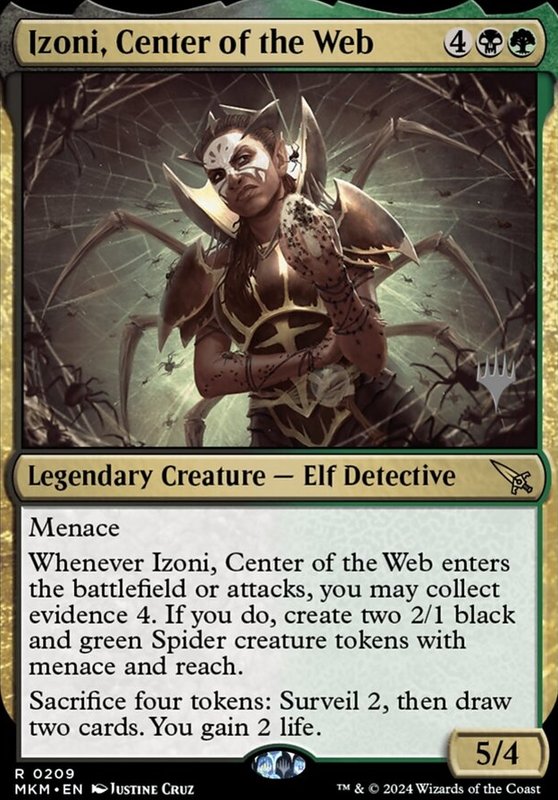 Izoni, Center of the Web 4
Legendary Creature — Elf Detective
Menace
Whenever Izoni, Center of the Web enters
the battlefield or attacks, you may collect
evidence 4. If you do, create two 2/1 black
and green Spider creature tokens with
menace and reach.
Sacrifice four tokens: Surveil 2, then draw
two cards. You gain 2 life.
5/4
R 0209
MKM • EN Justine Cruz
™ & © 2024 Wizards of the Coast